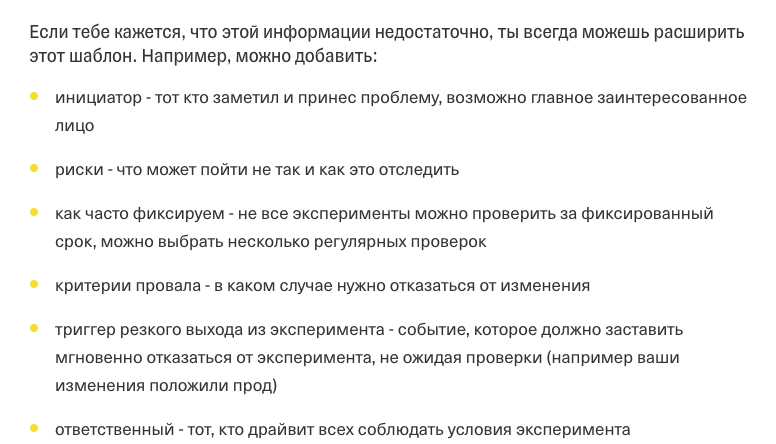 Если тебе кажется, что этой информации недостаточно, ты всегда можешь расширить
этот шаблон. Например, можно добавить:
инициатор - тот кто заметил и принес проблему, возможно главное заинтересованное
лицо
риски - что может пойти не так и как это отследить
как часто фиксируем - не все эксперименты можно проверить за фиксированный
срок, можно выбрать несколько регулярных проверок
критерии провала - в каком случае нужно отказаться от изменения
триггер резкого выхода из эксперимента - событие, которое должно заставить
мгновенно отказаться от эксперимента, не ожидая проверки (например ваши
изменения положили прод)
ответственный - тот, кто драйвит всех соблюдать условия эксперимента